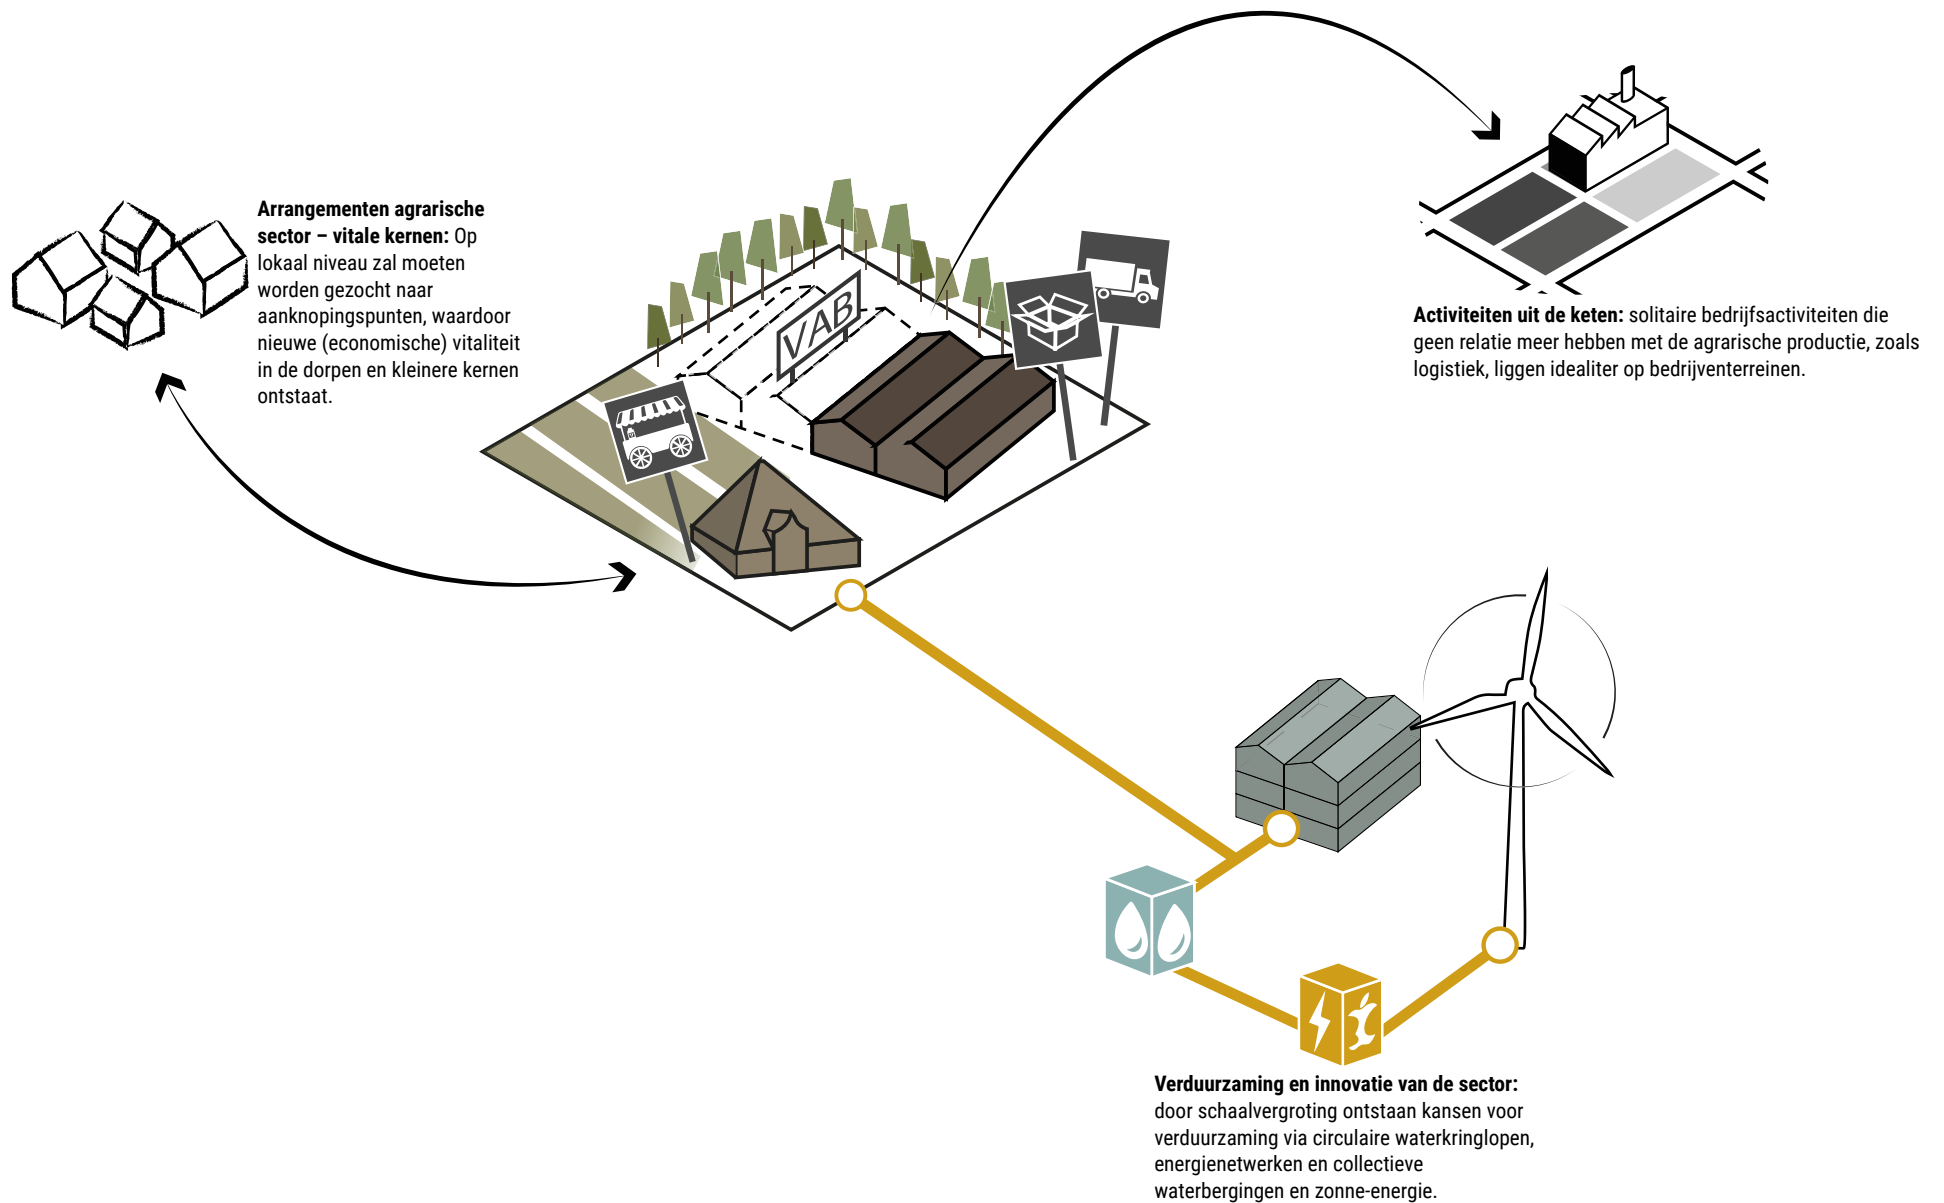 Arrangementen agrarische
sector – vitale kernen: Op
lokaal niveau zal moeten
worden gezocht naar
aanknopingspunten, waardoor
nieuwe (economische) vitaliteit
in de dorpen en kleinere kernen
ontstaat.
VAB
Activiteiten uit de keten: solitaire bedrijfsactiviteiten die
geen relatie meer hebben met de agrarische productie, zoals
logistiek, liggen idealiter op bedrijventerreinen.
Verduurzaming en innovatie van de sector:
door schaalvergroting ontstaan kansen voor
verduurzaming via circulaire waterkringlopen,
energienetwerken en collectieve
waterbergingen en zonne-energie.